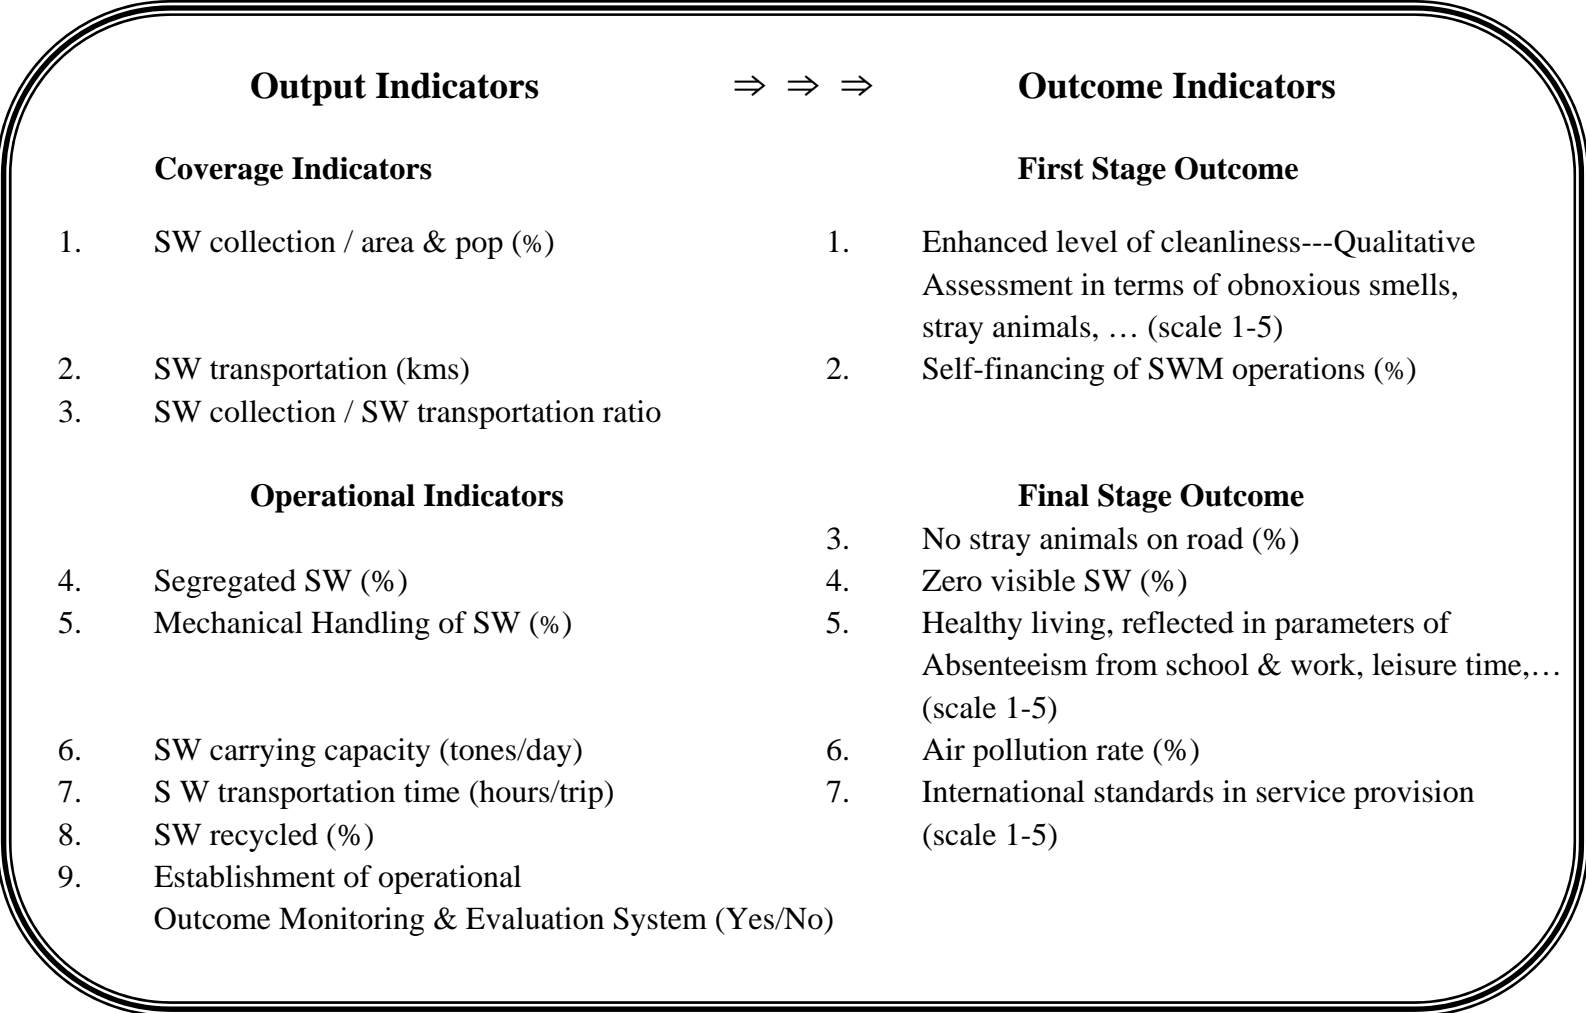 Output Indicators ⇒ ⇒ ⇒ Outcome Indicators
Coverage Indicators First Stage Outcome
1. SW collection / area & pop (%) 1. Enhanced level of cleanliness---Qualitative
Assessment in terms of obnoxious smells,
stray animals, … (scale 1-5)
2. SW transportation (kms) 2. Self-financing of SWM operations (%)
3. SW collection / SW transportation ratio
Operational Indicators Final Stage Outcome
3. No stray animals on road (%)
4. Segregated SW (%) 4. Zero visible SW (%)
5. Mechanical Handling of SW (%) 5. Healthy living, reflected in parameters of
Absenteeism from school & work, leisure time,…
(scale 1-5)
6. SW carrying capacity (tones/day) 6. Air pollution rate (%)
7. S W transportation time (hours/trip) 7. International standards in service provision
8. SW recycled (%) (scale 1-5)
9. Establishment of operational
Outcome Monitoring & Evaluation System (Yes/No)